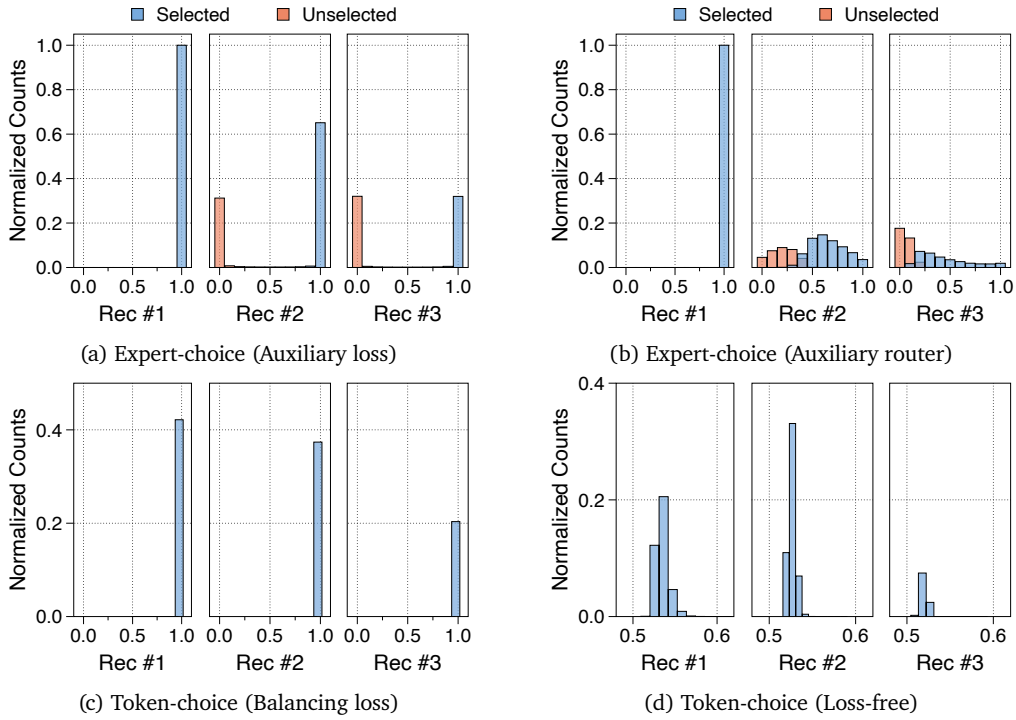 Selected Unselected
Selected Unselected
Normalized Counts
1.0
0.8
0.6
0.4
0.2
0.0
0.0 0.5 1.0 0.0 0.5 1.0 0.0 0.5 1.0
Rec #1 Rec #2 Rec #3
(a) Expert-choice (Auxiliary loss)
Normalized Counts
1.0
0.8
0.6
0.4
0.2
0.0
0.0 0.5 1.0 0.0 0.5 1.0 0.0 0.5 1.0
Rec #1 Rec #2 Rec #3
(b) Expert-choice (Auxiliary router)
Normalized Counts
0.4
0.2
0.0
0.0 0.5 1.0 0.0 0.5 1.0 0.0 0.5 1.0
Rec #1 Rec #2 Rec #3
(c) Token-choice (Balancing loss)
Normalized Counts
0.4
0.2
0.0
0.5 0.6 0.5 0.6 0.5 0.6
Rec #1 Rec #2 Rec #3
(d) Token-choice (Loss-free)